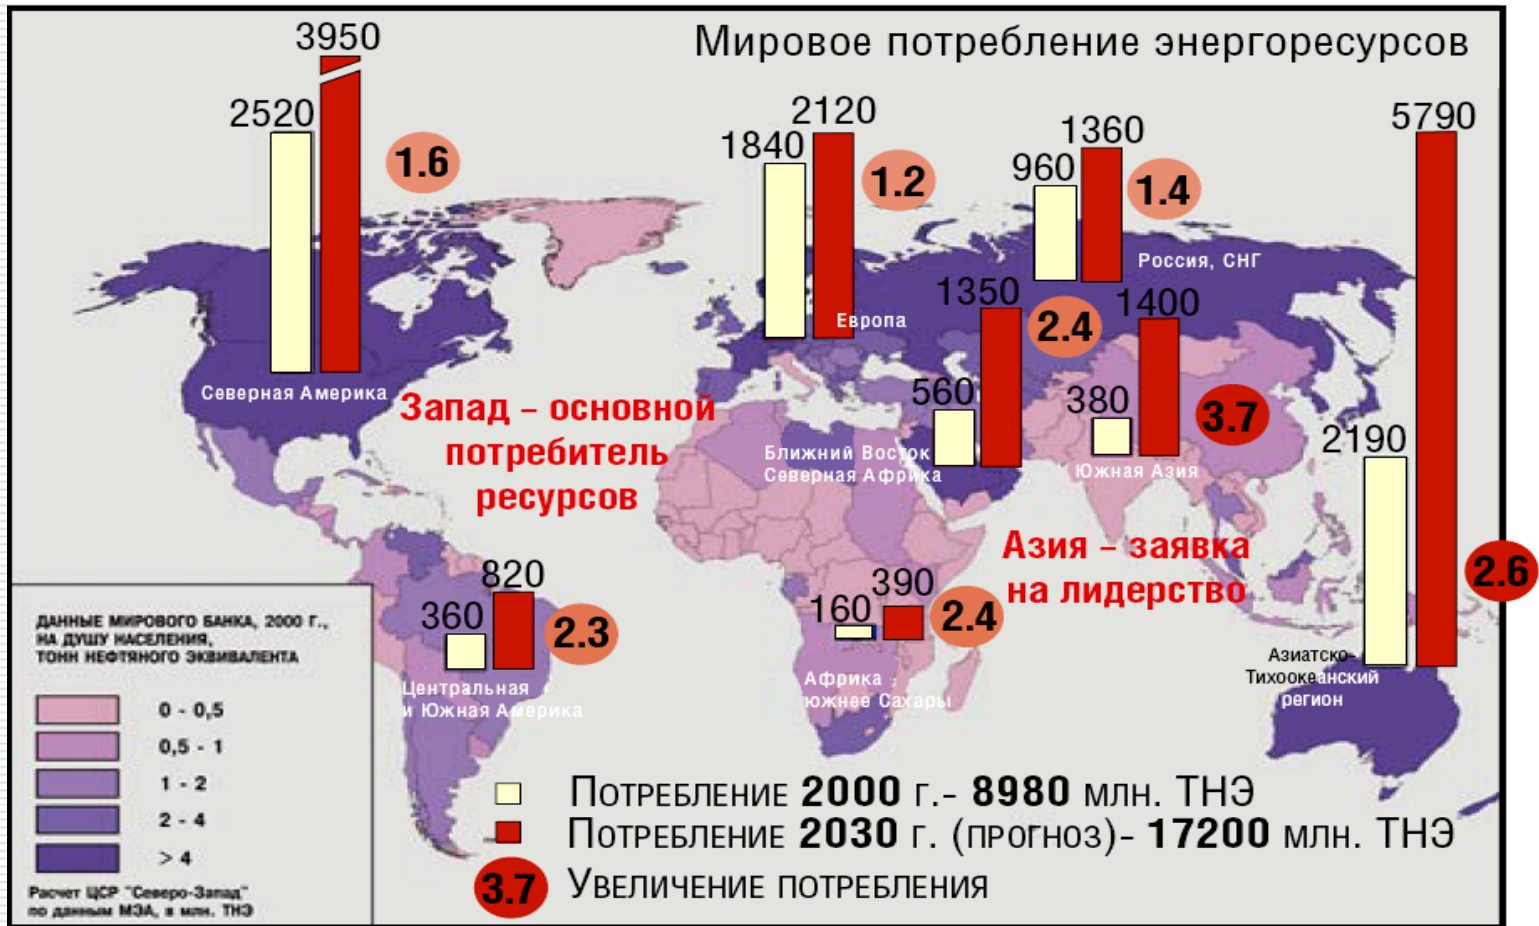 Мировое потребление энергоресурсов
3950
2520
1.6
2120
1840
1.2
1360
960
1.4
5790
Россия, СНГ
1350
1400
Европа
2.4
Северная Америка
560
380
3.7
2190
Запад – основной
потребитель
ресурсов
Ближний Восток
Северная Африка
Южная Азия
Азия – заявка
на лидерство
2.6
820
360
2.3
390
160
2.4
Центральная
и Южная Америка
Африка
южнее Сахары
Азиатско-
Тихоокеанский
регион
ДАННЫЕ МИРОВОГО БАНКА, 2000 Г.,
НА ДУШУ НАСЕЛЕНИЯ,
ТОНН НЕФТЯНОГО ЭКВИВАЛЕНТА
0 - 0,5
0,5 - 1
1 - 2
2 - 4
> 4
Расчет ЦСР "Северо-Запад"
по данным МЭА, в млн. ТНЭ
Потребление 2000 г.- 8980 млн. ТНЭ
Потребление 2030 г. (прогноз)- 17200 млн. ТНЭ
3.7 Увеличение потребления